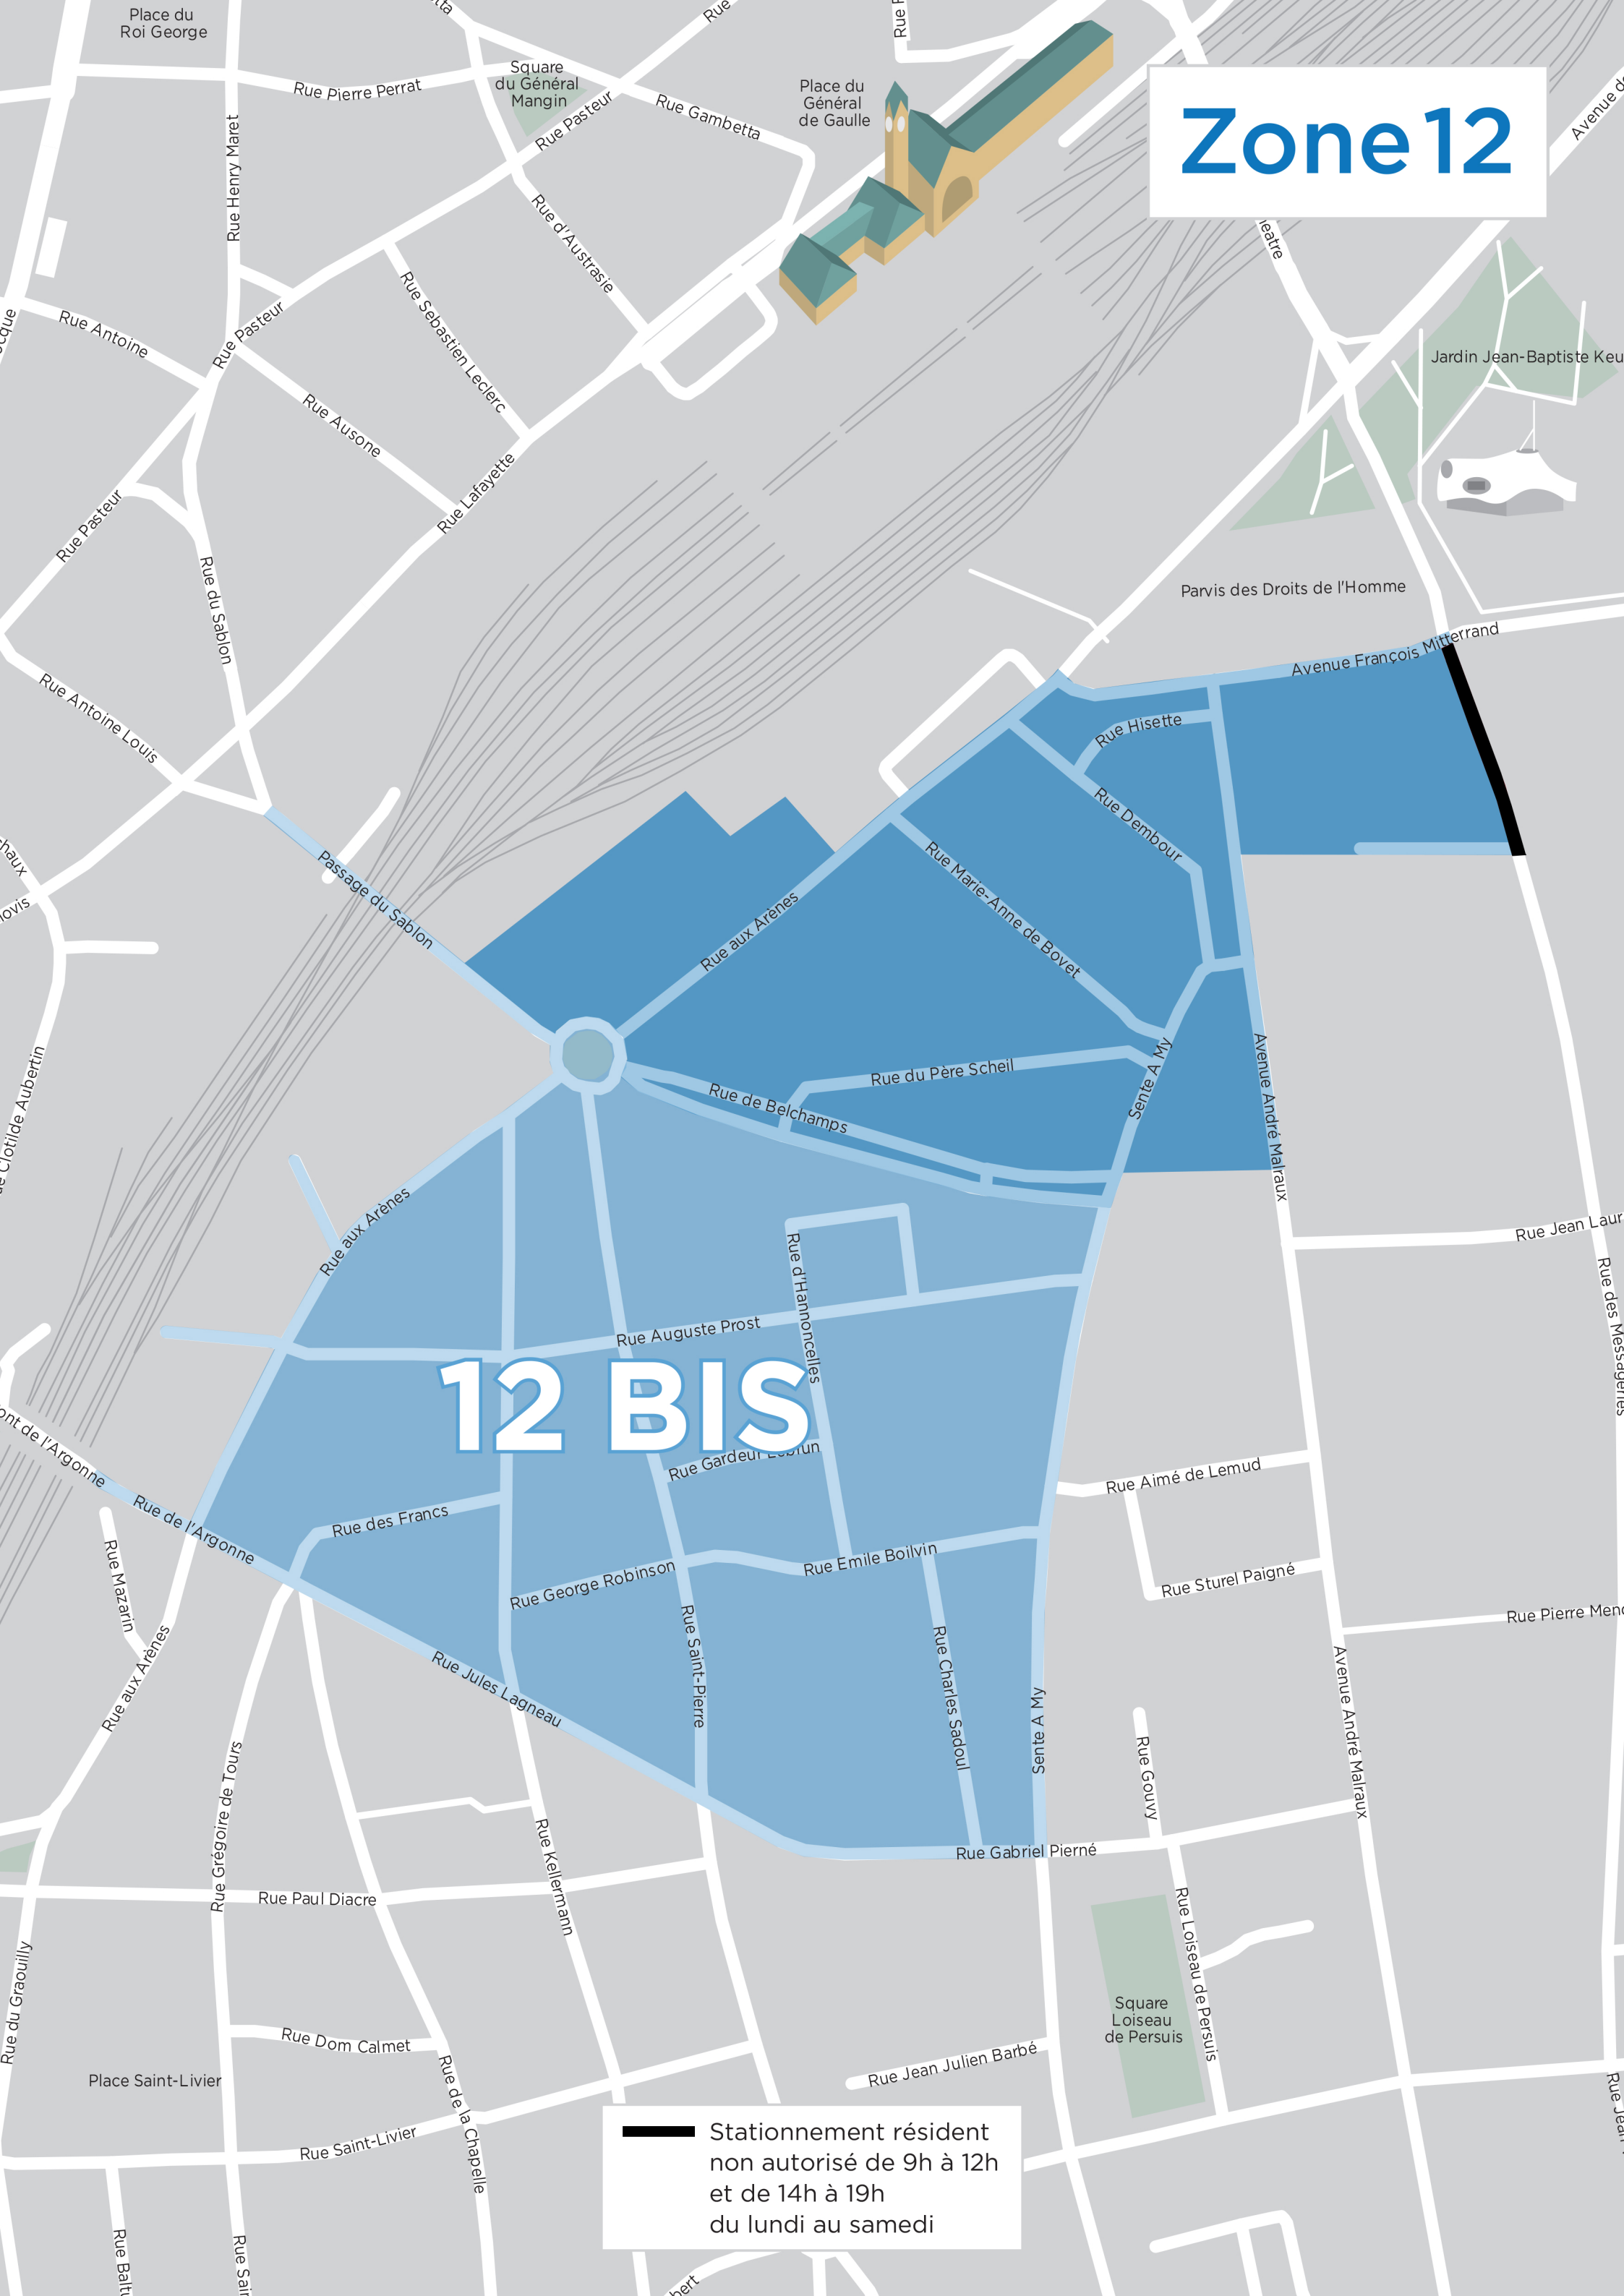 Place du
Roi George
Rue Pierre Perrat
Square
du Général
Mangin
Rue Pasteur
Rue Gambetta
Place du
Général
de Gaulle
Zone 12
Rue Henry Maret
Rue d'Austrasie
Rue Antoine
Rue Pasteur
Rue Sebastien Leclerc
Rue Ausone
Rue Lafayette
Jardin Jean-Baptiste Keu
Rue Pasteur
Rue du Sablon
Parvis des Droits de l'Homme
Avenue François Mitterrand
Rue Antoine Louis
Rue Hisette
Rue Dembour
Passage du Sablon
Rue aux Arènes
Rue Marie-Anne de Bovet
Rue du Père Scheil
Sente A My
Avenue André Malraux
Rue de Belchamps
Clotilde Aubertin
Rue aux Arènes
Rue Jean Laur
Rue d'Hannoncelles
Rue Auguste Prost
Rue des Messageries
12 BIS
Rue Gardeur Lebrun
ont de l'Argonne
Rue de l'Argonne
Rue des Francs
Rue Aimé de Lemud
Rue Mazarin
Rue George Robinson
Rue Emile Boilvin
Rue Sturel Paigné
Rue Pierre Men
Rue aux Arènes
Rue Jules Lagneau
Rue Saint-Pierre
Rue Charles Sadoul
Sente A My
Rue Gouvy
Avenue André Malraux
Rue Grégoire de Tours
Rue Kellermann
Rue Gabriel Pierné
Rue Paul Diacre
Rue du Graouilly
Rue Loiseau de Persuis
Square
Loiseau
de Persuis
Rue Dom Calmet
Rue Jean Julien Barbé
Place Saint-Livier
Rue de la Chapelle
Rue Saint-Livier
Stationnement résident
non autorisé de 9h à 12h
et de 14h à 19h
du lundi au samedi